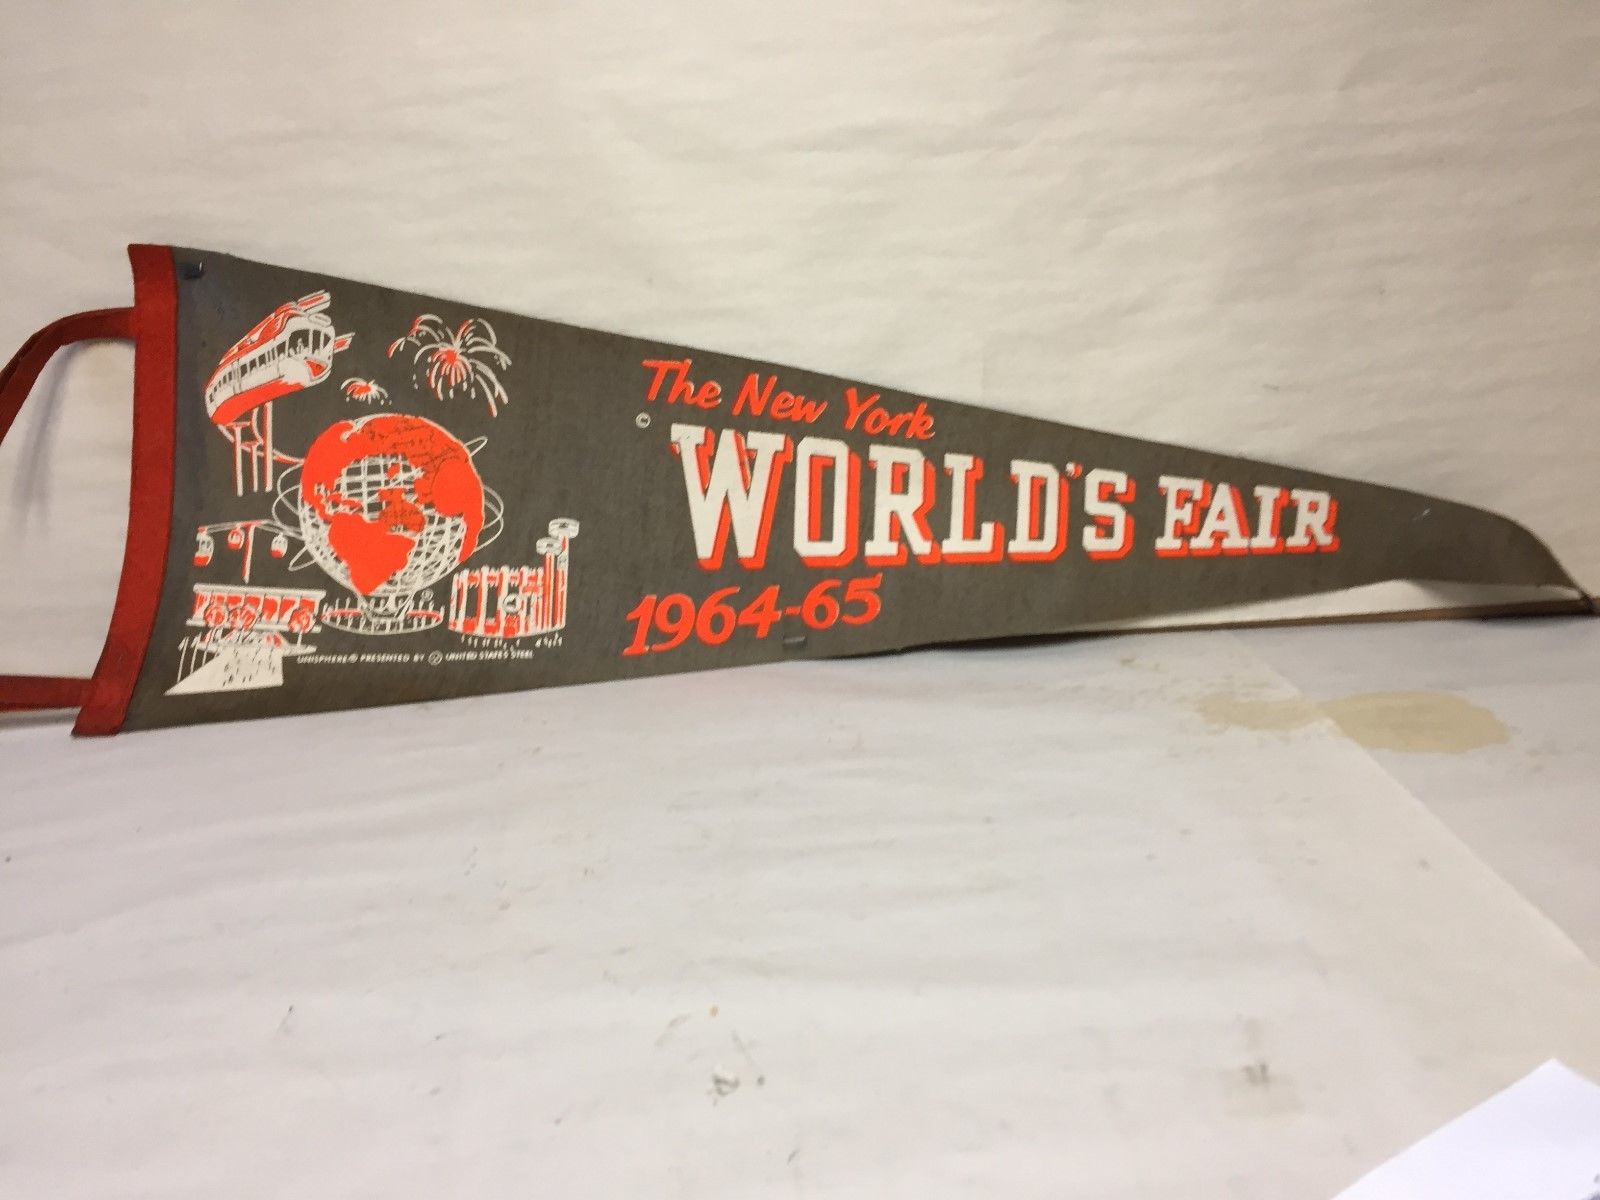 The New York
© WORLD'S FAIR
1964-65
UNISPHERE® PRESENTED BY UNITED STATES STEEL